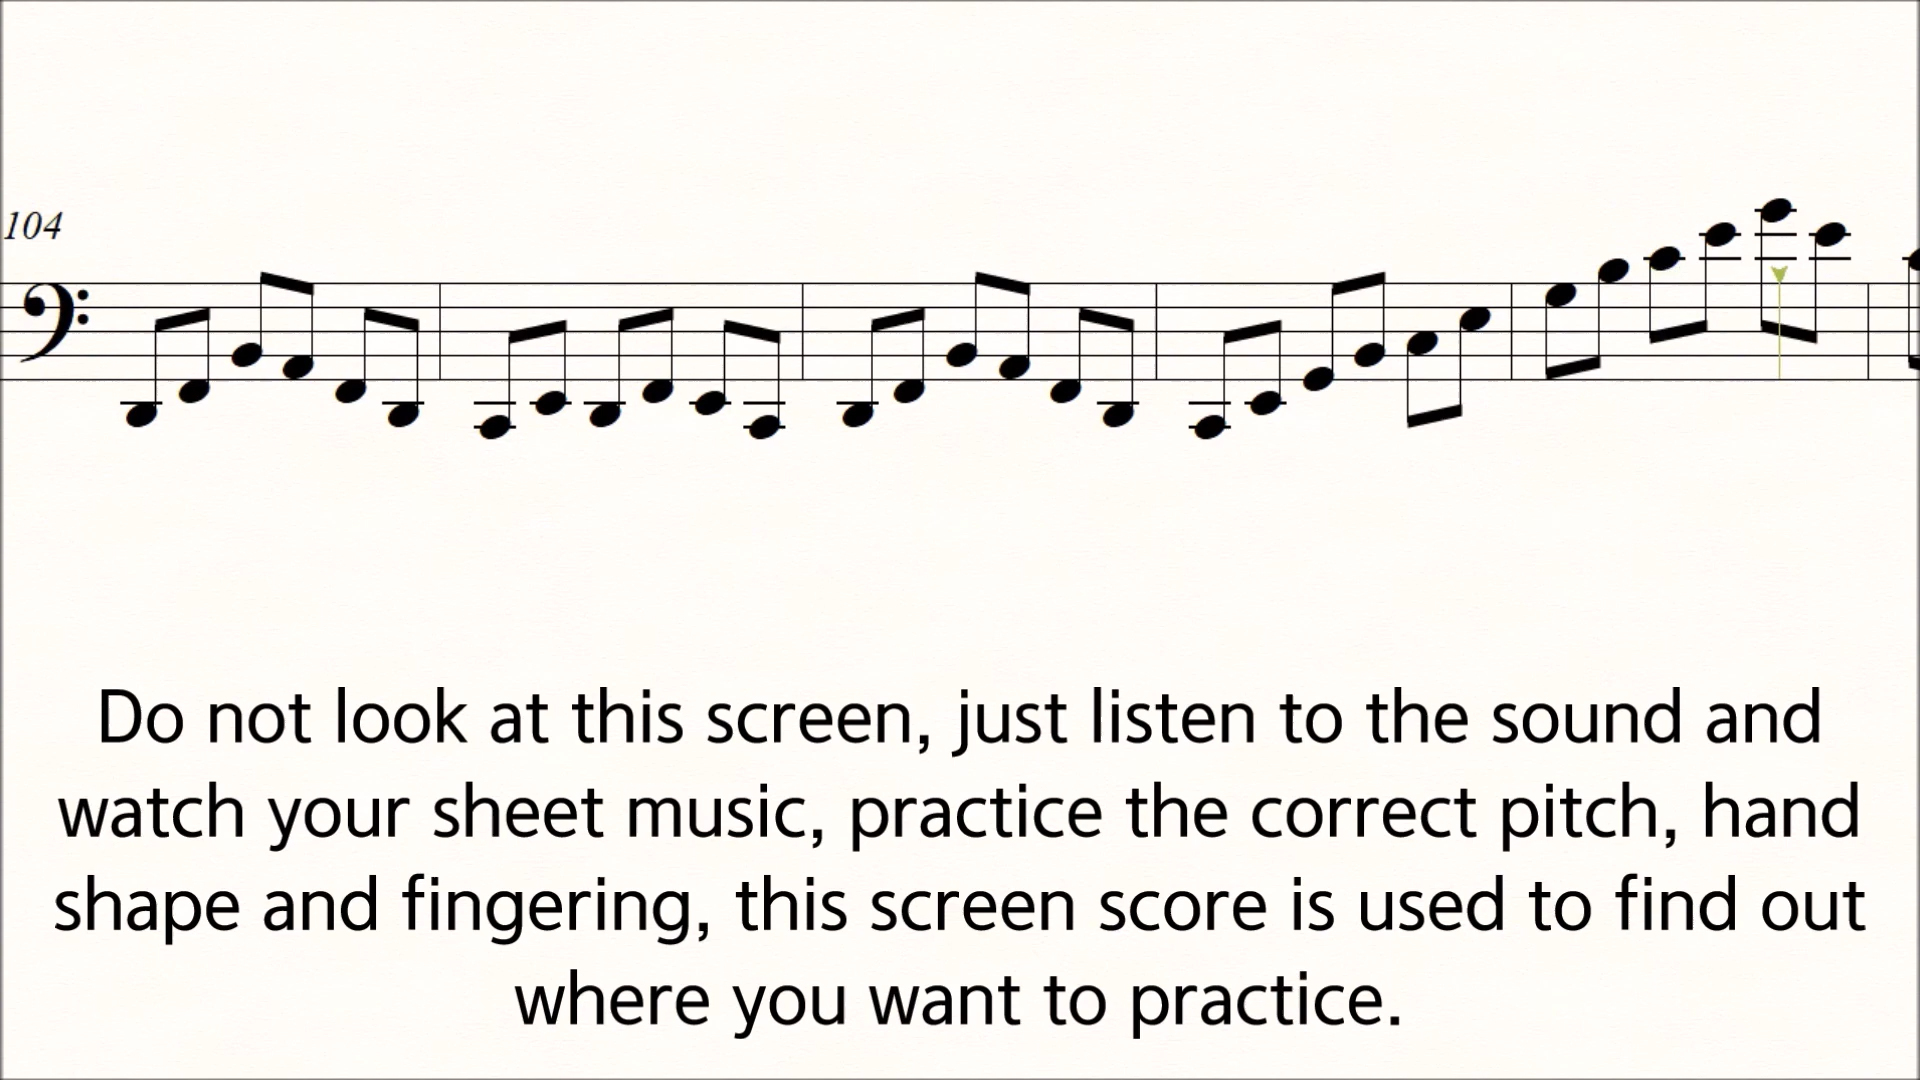 104
Do not look at this screen, just listen to the sound and
watch your sheet music, practice the correct pitch, hand
shape and fingering, this screen score is used to find out
where you want to practice.